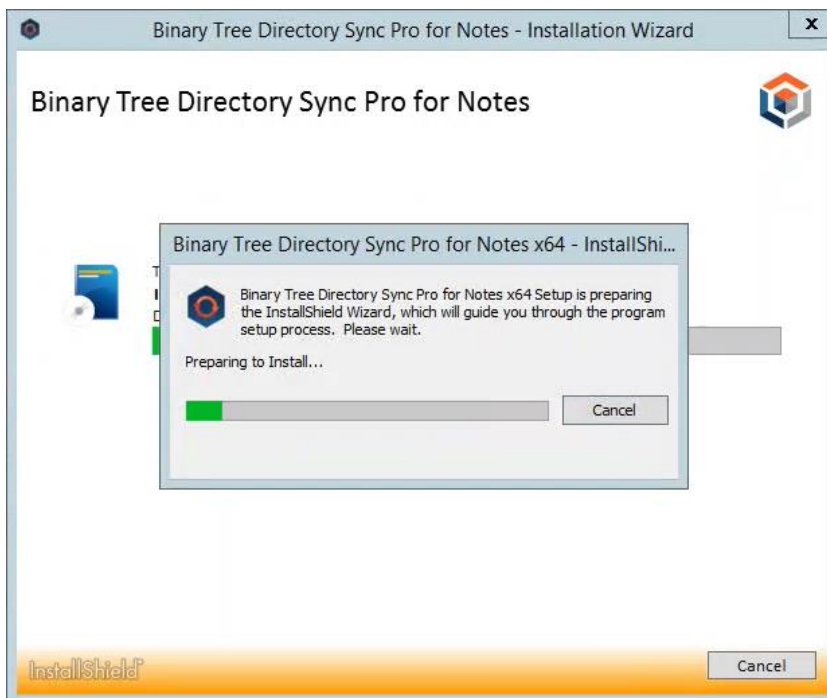 Binary Tree Directory Sync Pro for Notes - Installation Wizard
x
Binary Tree Directory Sync Pro for Notes
Binary Tree Directory Sync Pro for Notes x64 - InstallShi...
Binary Tree Directory Sync Pro for Notes x64 Setup is preparing
the InstallShield Wizard, which will guide you through the program
setup process. Please wait.
Preparing to Install...
Cancel
InstallShield
Cancel